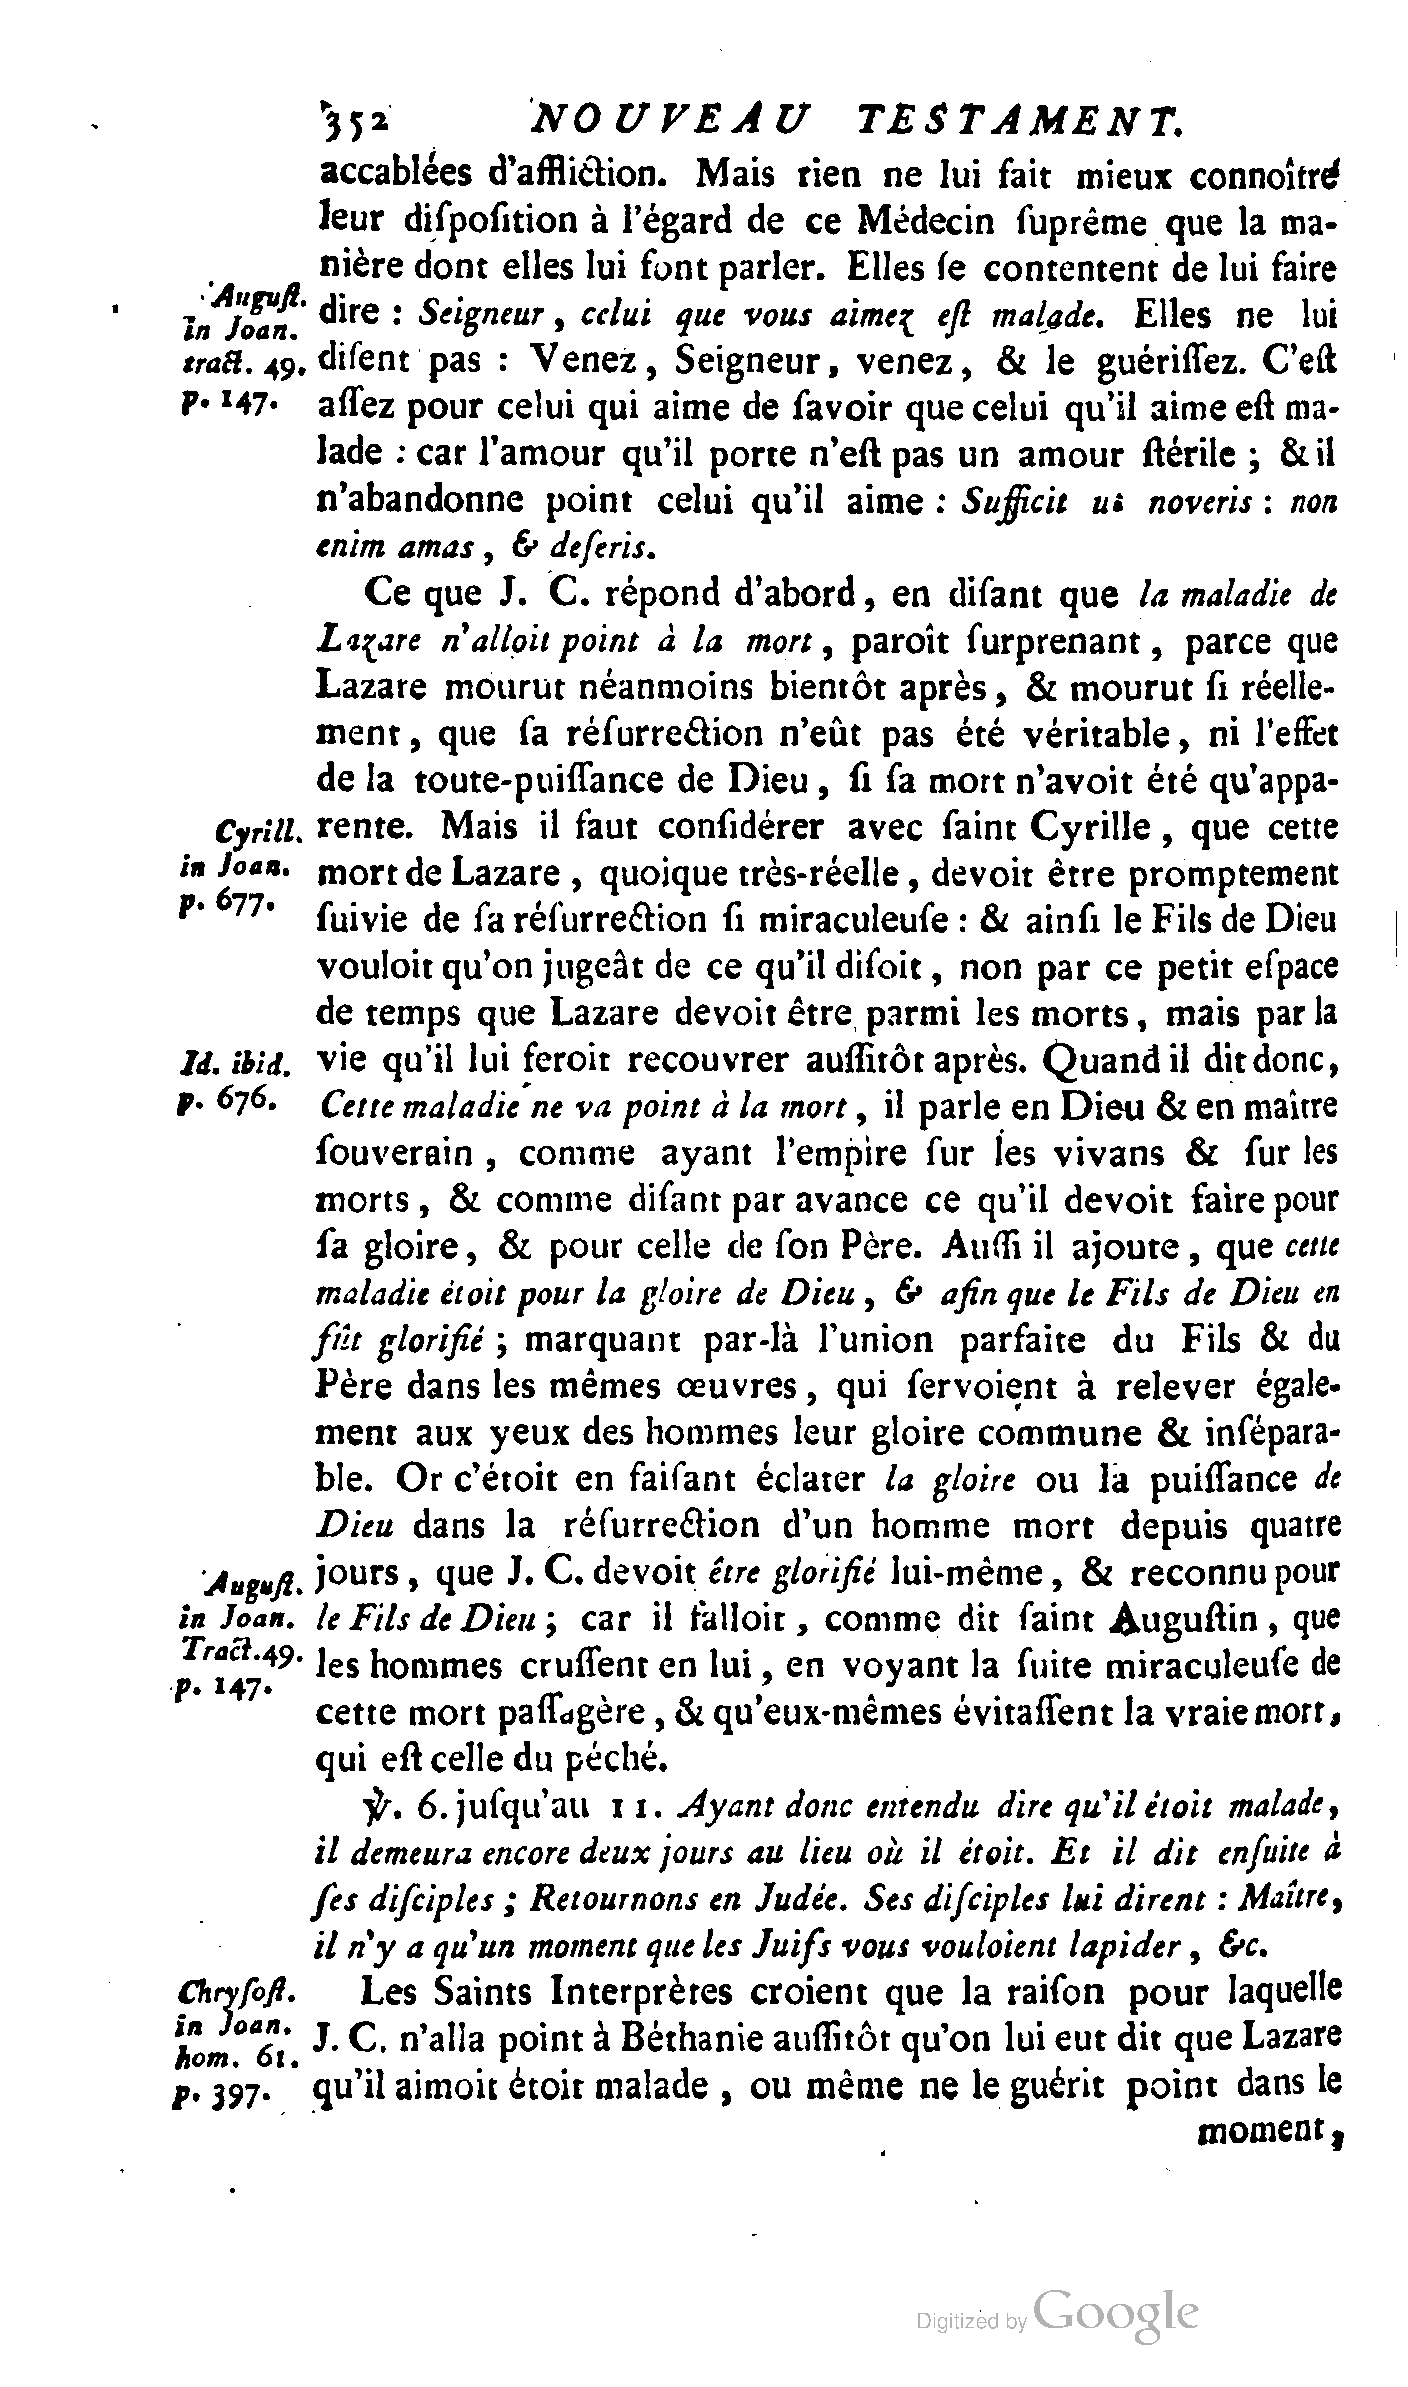 352 NOUVEAU TESTAMENT.
accablées d'affliction. Mais rien ne lui fait mieux connoître
leur diſpoſition à l'égard de ce Médecin ſuprême que la ma-
nière dont elles lui font parler. Elles ſe contentent de lui faire
Auguſt.
in Joan.
tract. 49.
p. 147.
dire : Seigneur, celui que vous aimez eſt malade. Elles ne lui
diſent pas : Venez, Seigneur, venez, & le guériſſez. C'eſt
aſſez pour celui qui aime de ſavoir que celui qu'il aime eſt ma-
lade : car l'amour qu'il porte n'eſt pas un amour ſtérile ; & il
n'abandonne point celui qu'il aime : Sufficit ut noveris : non
enim amas, & deſeris.
Ce que J. C. répond d'abord, en diſant que la maladie de
Lazare n'alloit point à la mort, paroît ſurprenant, parce que
Lazare mourut néanmoins bientôt après, & mourut ſi réelle-
ment, que ſa réſurrection n'eût pas été véritable, ni l'effet
de la toute-puiſſance de Dieu, ſi ſa mort n'avoit été qu'appa-
Cyrill.
in Joan.
p. 677.
rente. Mais il faut conſidérer avec ſaint Cyrille, que cette
mort de Lazare, quoique très-réelle, devoit être promptement
ſuivie de ſa réſurrection ſi miraculeuſe : & ainſi le Fils de Dieu
vouloit qu'on jugeât de ce qu'il diſoit, non par ce petit eſpace
de temps que Lazare devoit être parmi les morts, mais par la
Id. ibid.
p. 676.
vie qu'il lui feroit recouvrer auſſitôt après. Quand il dit donc,
Cette maladie ne va point à la mort, il parle en Dieu & en maître
ſouverain, comme ayant l'empire ſur les vivans & ſur les
morts, & comme diſant par avance ce qu'il devoit faire pour
ſa gloire, & pour celle de ſon Père. Auſſi il ajoute, que cette
maladie étoit pour la gloire de Dieu, & afin que le Fils de Dieu en
fût glorifié ; marquant par-là l'union parfaite du Fils & du
Père dans les mêmes œuvres, qui ſervoient à relever égale-
ment aux yeux des hommes leur gloire commune & inſépara-
ble. Or c'étoit en faiſant éclater la gloire ou la puiſſance de
Dieu dans la réſurrection d'un homme mort depuis quatre
Auguſt.
in Joan.
Tract. 49.
p. 147.
jours, que J. C. devoit être glorifié lui-même, & reconnu pour
le Fils de Dieu ; car il falloit, comme dit ſaint Auguſtin, que
les hommes cruſſent en lui, en voyant la ſuite miraculeuſe de
cette mort paſſagère, & qu'eux-mêmes évitaſſent la vraie mort,
qui eſt celle du péché.
℣. 6. juſqu'au 11. Ayant donc entendu dire qu'il étoit malade,
il demeura encore deux jours au lieu où il étoit. Et il dit enſuite à
ſes diſciples ; Retournons en Judée. Ses diſciples lui dirent : Maître,
il n'y a qu'un moment que les Juifs vous vouloient lapider, &c.
Chryſoſt.
in Joan.
hom. 61.
p. 397.
Les Saints Interprètes croient que la raiſon pour laquelle
J. C. n'alla point à Béthanie auſſitôt qu'on lui eut dit que Lazare
qu'il aimoit étoit malade, ou même ne le guérit point dans le
moment,
Digitized by Google